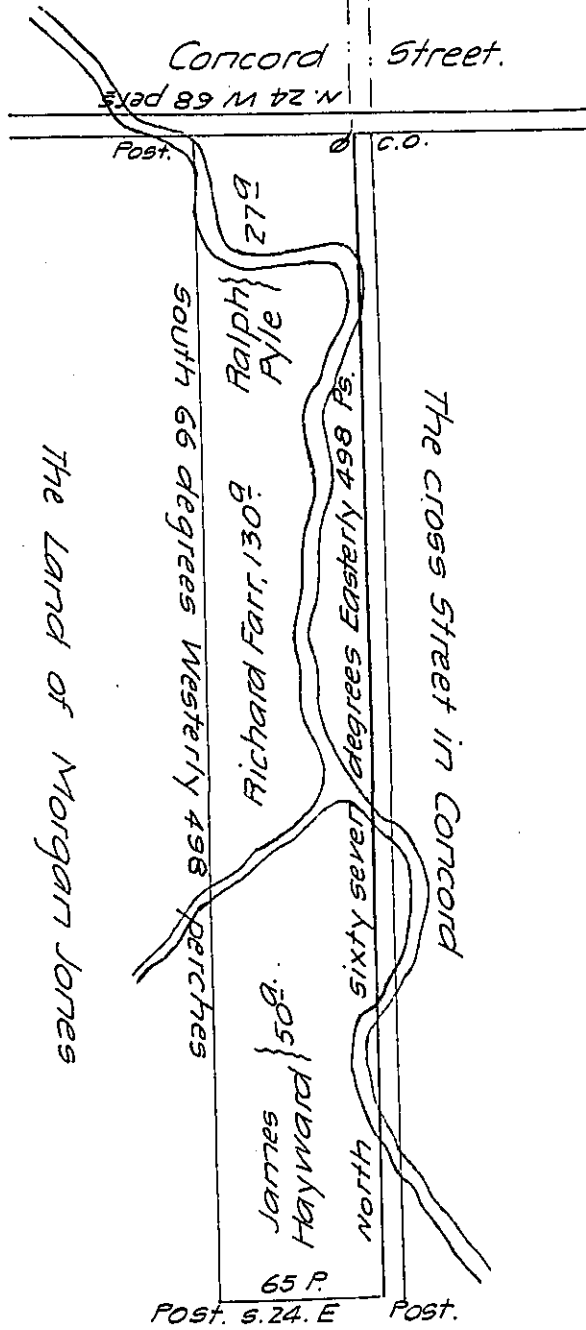 Concord Street.
N. 24 W 68 pers
Post.
C.O.
27a
Ralph
Pyle
South 66 degrees Westerly 498 perches
Richard Farr, 130a.
North sixty seven degrees Easterly 498 Ps.
The cross Street in Concord
The Land of Morgan Jones
James
Hayward } 50a.
65 P.
Post. S. 24. E Post.